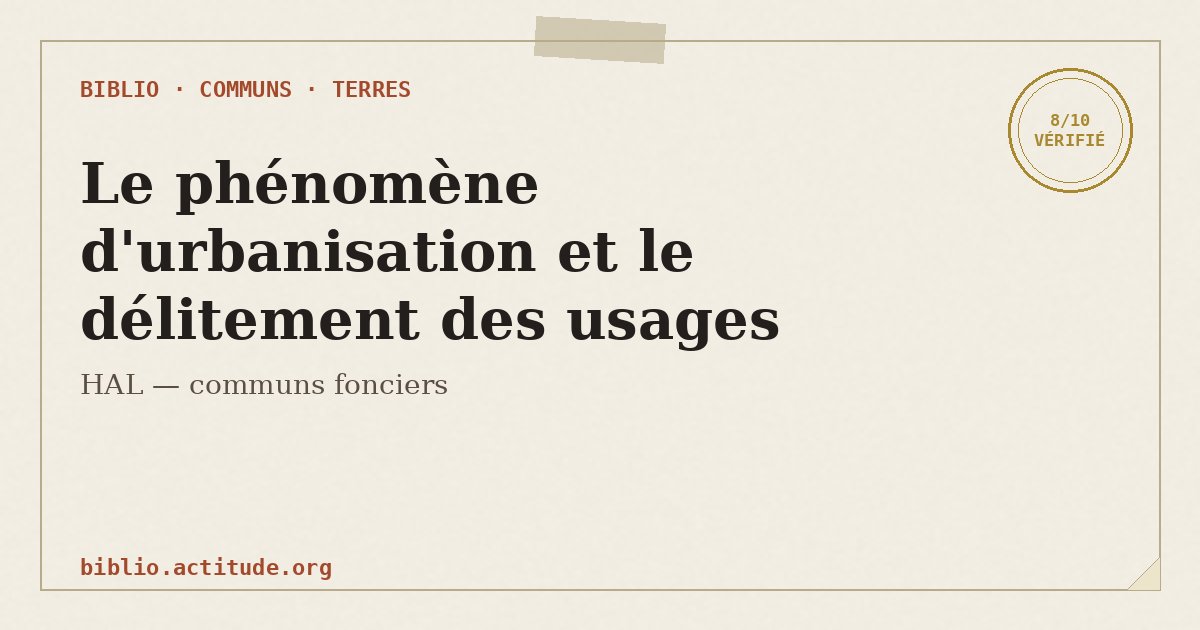 BIBLIO · COMMUNS · TERRES
8/10
VÉRIFIÉ
Le phénomène
d'urbanisation et le
délitement des usages
HAL — communs fonciers
biblio.actitude.org